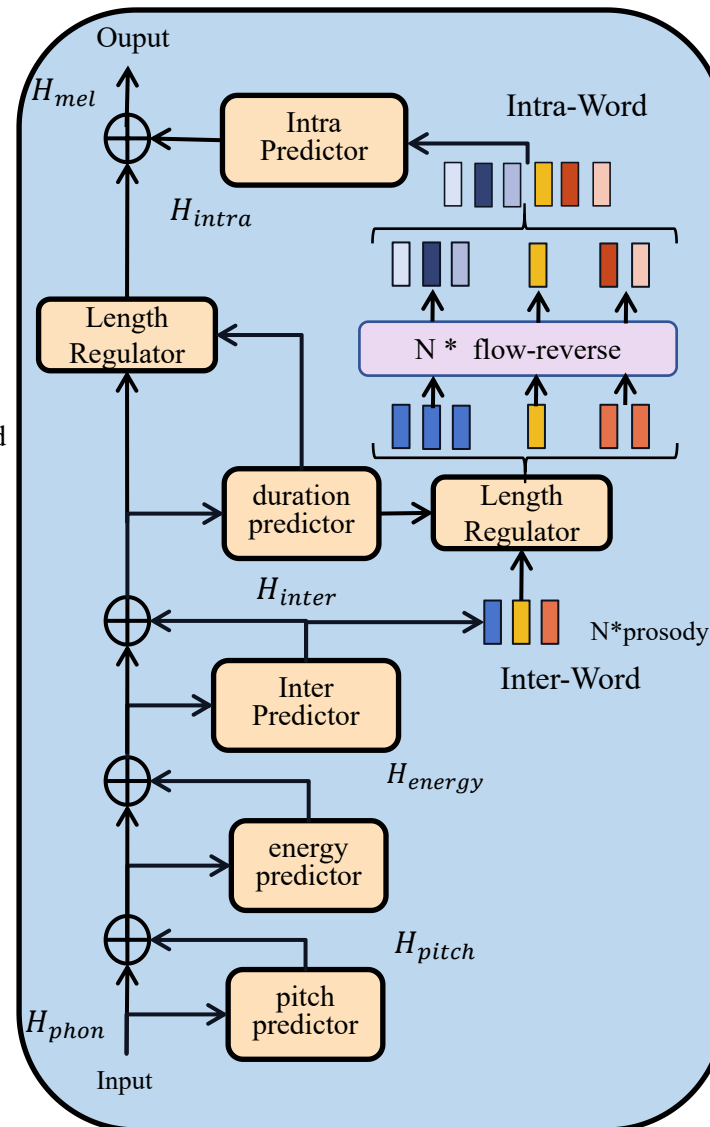 Ouput
H_mel
Intra
Predictor
Intra-Word
H_intra
Length
Regulator
N * flow-reverse
d
duration
predictor
Length
Regulator
H_inter
N*prosody
Inter
Predictor
Inter-Word
H_energy
energy
predictor
H_pitch
pitch
predictor
H_phon
Input